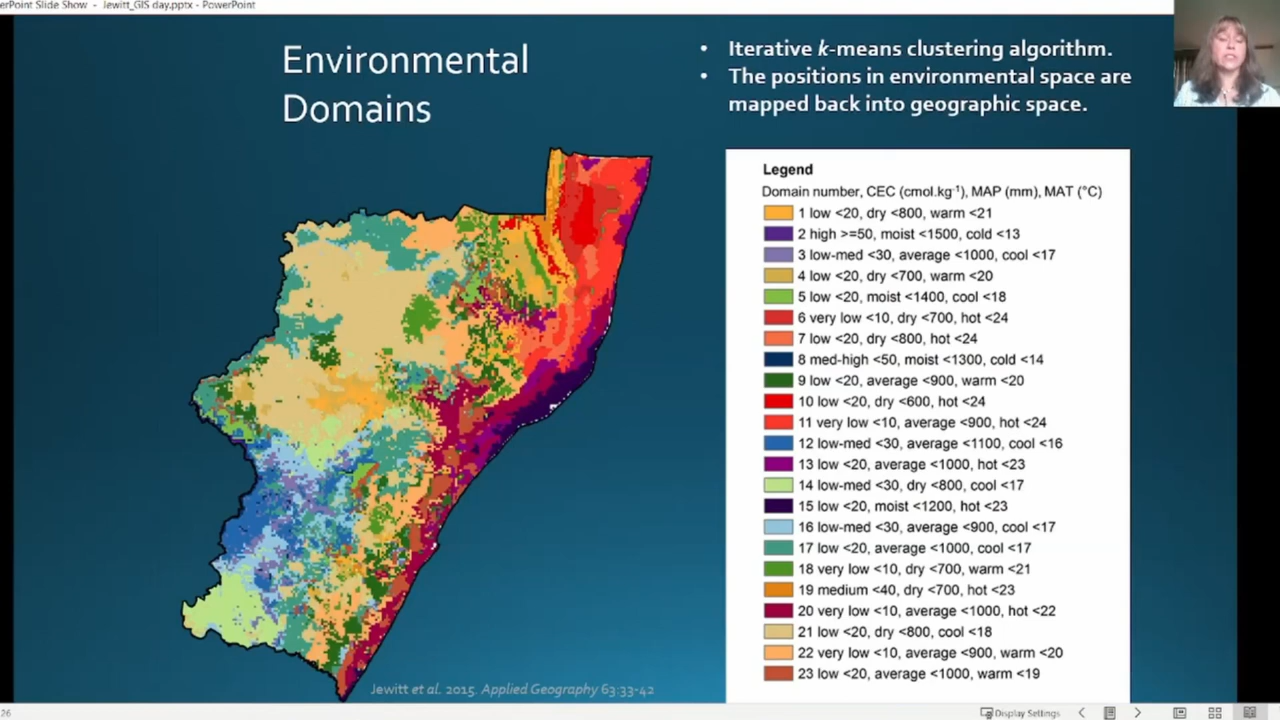 erPoint Slide Show - Jewitt_GIS day.pptx - PowerPoint
Environmental
Domains
• Iterative k-means clustering algorithm.
• The positions in environmental space are
mapped back into geographic space.
Legend
Domain number, CEC (cmol.kg⁻¹), MAP (mm), MAT (°C)
1 low <20, dry <800, warm <21
2 high >=50, moist <1500, cold <13
3 low-med <30, average <1000, cool <17
4 low <20, dry <700, warm <20
5 low <20, moist <1400, cool <18
6 very low <10, dry <700, hot <24
7 low <20, dry <800, hot <24
8 med-high <50, moist <1300, cold <14
9 low <20, average <900, warm <20
10 low <20, dry <600, hot <24
11 very low <10, average <900, hot <24
12 low-med <30, average <1100, cool <16
13 low <20, average <1000, hot <23
14 low-med <30, dry <800, cool <17
15 low <20, moist <1200, hot <23
16 low-med <30, average <900, cool <17
17 low <20, average <1000, cool <17
18 very low <10, dry <700, warm <21
19 medium <40, dry <700, hot <23
20 very low <10, average <1000, hot <22
21 low <20, dry <800, cool <18
22 very low <10, average <900, warm <20
23 low <20, average <1000, warm <19
Jewitt et al. 2015. Applied Geography 63:33-42
26
Display Settings